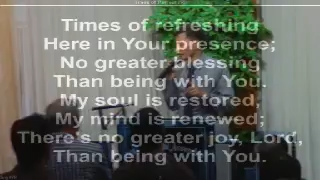 Times of refreshing
Here in Your presence;
No greater blessing
Than being with You.
My soul is restored,
My mind is renewed;
There's no greater joy, Lord,
Than being with You.